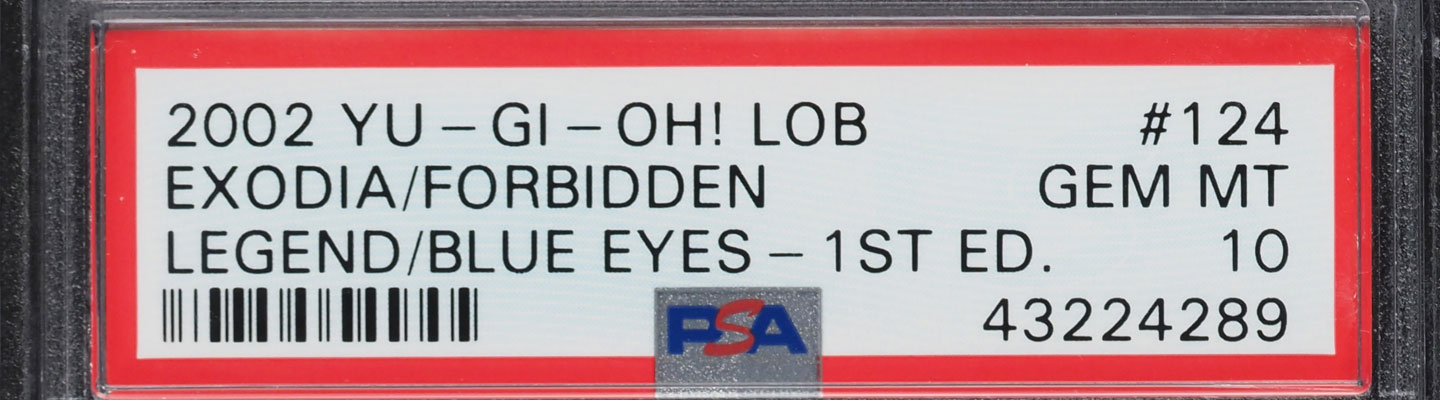 2002 YU-GI-OH! LOB #124
EXODIA/FORBIDDEN GEM MT
LEGEND/BLUE EYES-1ST ED. 10
PSA 43224289